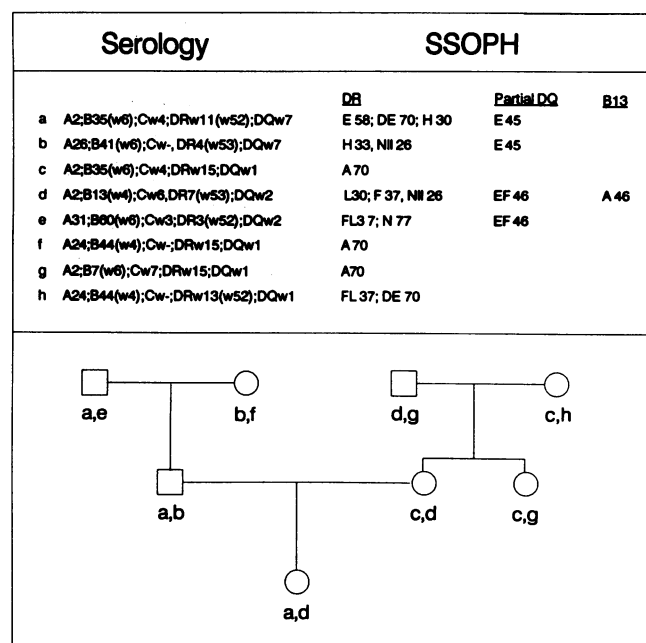 Serology SSOPH
DR Partial DQ B13
a A2;B35(w6);Cw4;DRw11(w52);DQw7 E 58; DE 70; H 30 E 45
b A26;B41(w6);Cw-, DR4(w53);DQw7 H 33, NII 26 E 45
c A2;B35(w6);Cw4;DRw15;DQw1 A 70
d A2;B13(w4);Cw6,DR7(w53);DQw2 L30; F 37, NII 26 EF 46 A 46
e A31;B60(w6);Cw3;DR3(w52);DQw2 FL3 7; N 77 EF 46
f A24;B44(w4);Cw-;DRw15;DQw1 A 70
g A2;B7(w6);Cw7;DRw15;DQw1 A70
h A24;B44(w4);Cw-;DRw13(w52);DQw1 FL 37; DE 70
a,e b,f d,g c,h
a,b c,d c,g
a,d